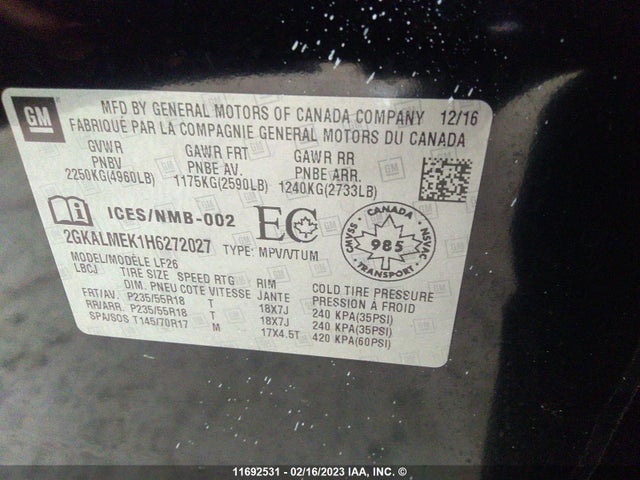 GM
MFD BY GENERAL MOTORS OF CANADA COMPANY 12/16
FABRIQUÉ PAR LA COMPAGNIE GENERAL MOTORS DU CANADA
GVWR GAWR FRT GAWR RR
PNBV PNBE AV. PNBE ARR.
2250KG(4960LB) 1175KG(2590LB) 1240KG(2733LB)
ICES/NMB-002 EC
CANADA
SVNMC 985 NSVAC
TRANSPORT
2GKALMEK1H6272027 TYPE: MPV/VTUM
MODEL/MODÈLE LF26
LBCJ TIRE SIZE SPEED RTG RIM COLD TIRE PRESSURE
DIM. PNEU COTE VITESSE JANTE PRESSION À FROID
FRT/AV. P235/55R18 T 18X7J 240 KPA(35PSI)
RR/ARR. P235/55R18 T 18X7J 240 KPA(35PSI)
SPA/SOS T145/70R17 M 17X4.5T 420 KPA(60PSI)
11692531 - 02/16/2023 IAA, INC. ©